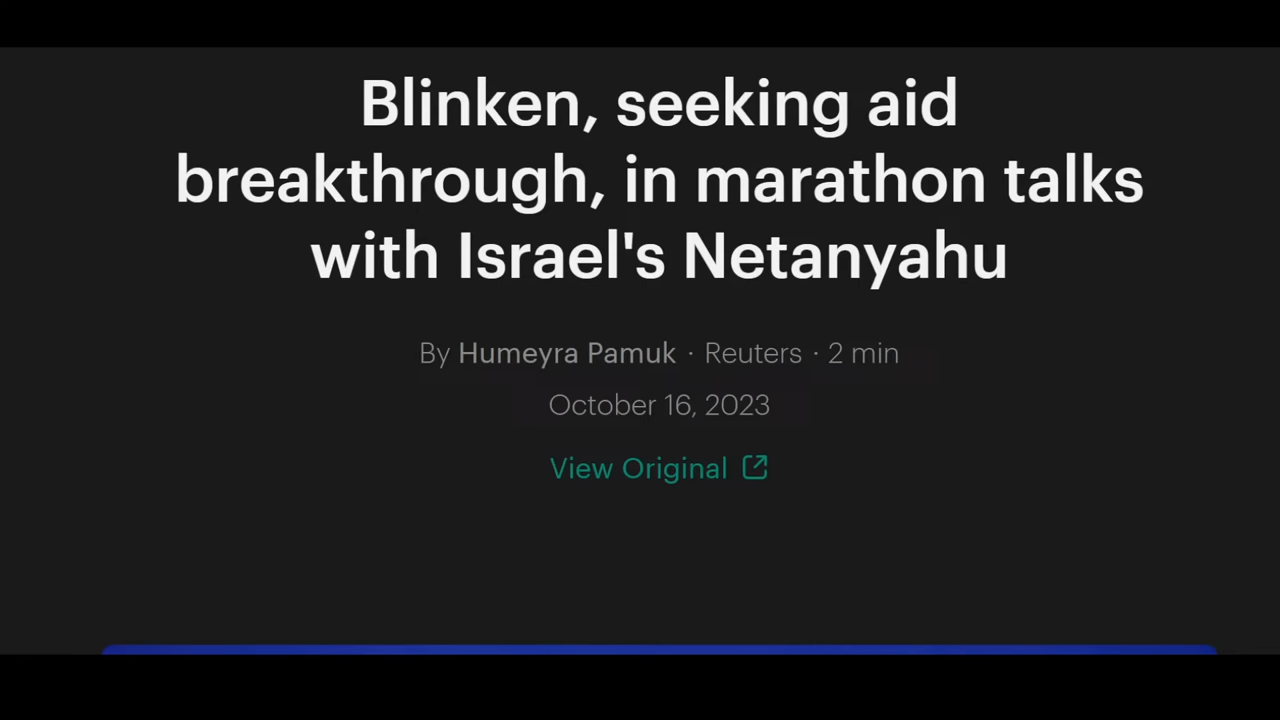 Blinken, seeking aid
breakthrough, in marathon talks
with Israel's Netanyahu
By Humeyra Pamuk · Reuters · 2 min
October 16, 2023
View Original